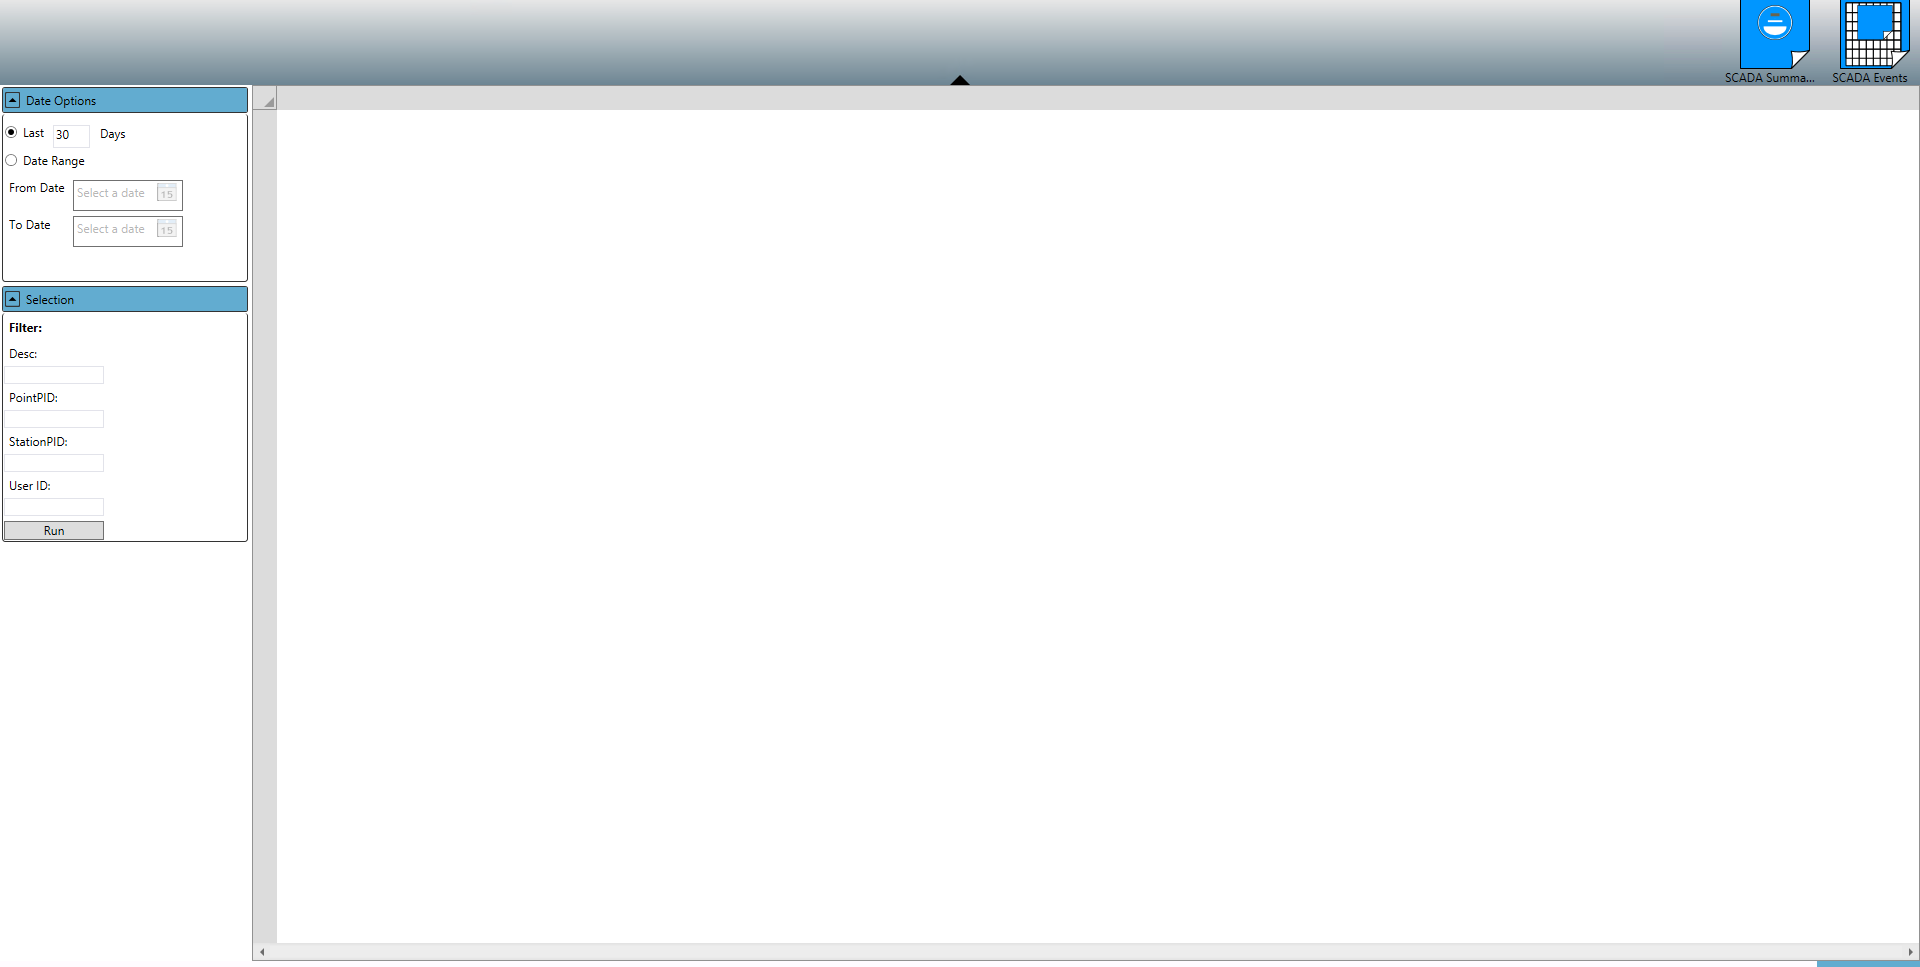 SCADA Summa...
SCADA Events
Date Options
Last 30 Days
Date Range
From Date Select a date 15
To Date Select a date 15
Selection
Filter:
Desc:
PointPID:
StationPID:
User ID:
Run